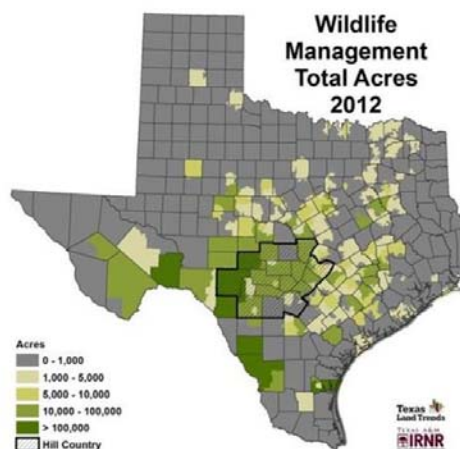 Wildlife
Management
Total Acres
2012
Acres
0 - 1,000
1,000 - 5,000
5,000 - 10,000
10,000 - 100,000
> 100,000
Hill Country
Texas
Land Trends
TEXAS A&M
IRNR